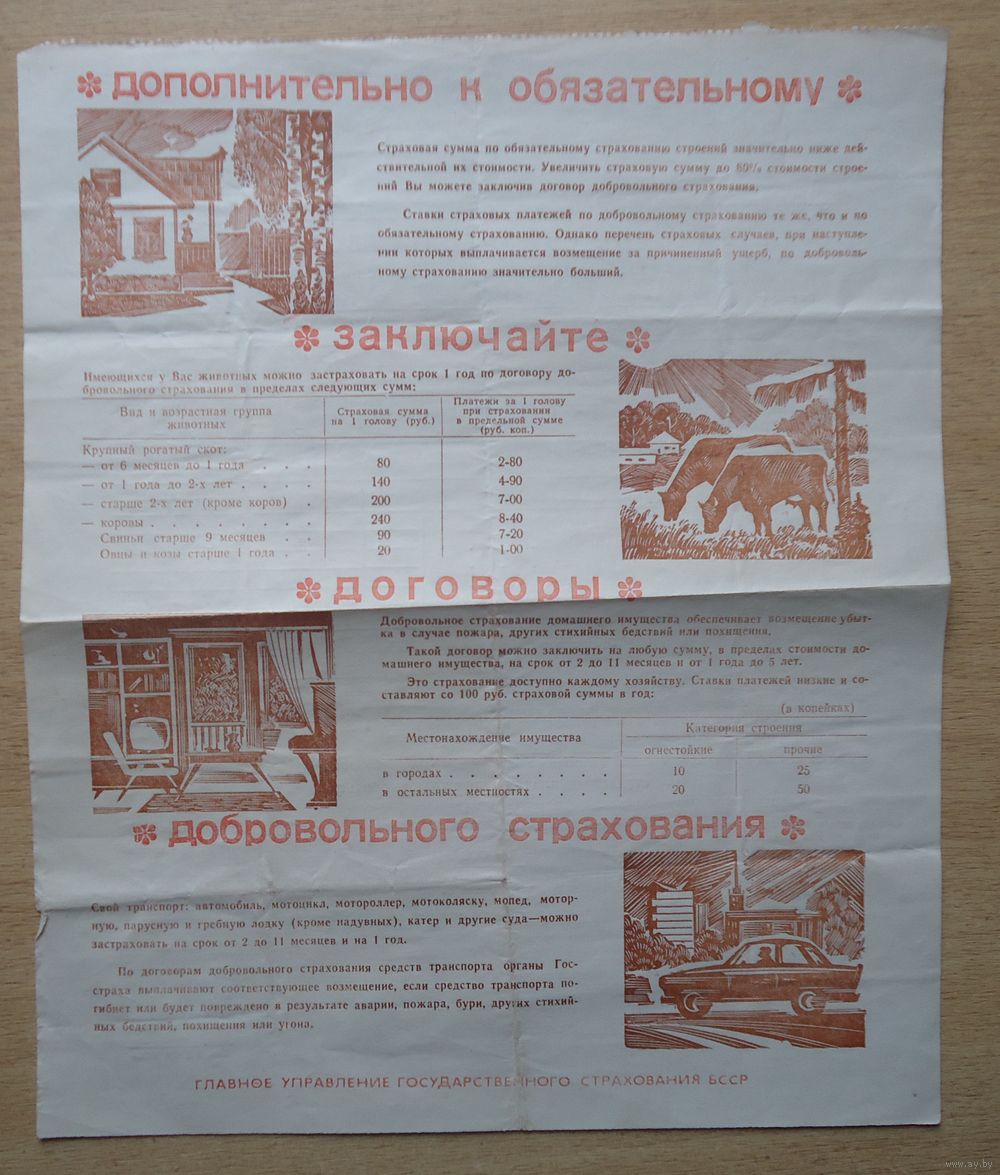 ❇ ДОПОЛНИТЕЛЬНО К ОБЯЗАТЕЛЬНОМУ ❇
Страховая сумма по обязательному страхованию строений значительно ниже дей-
ствительной их стоимости. Увеличить страховую сумму до 80% стоимости строе-
ний Вы можете заключив договор добровольного страхования.
Ставки страховых платежей по добровольному страхованию те же, что и по
обязательному страхованию. Однако перечень страховых случаев, при наступле-
нии которых выплачивается возмещение за причиненный ущерб, по доброволь-
ному страхованию значительно больший.
❇ ЗАКЛЮЧАЙТЕ ❇
Имеющихся у Вас животных можно застраховать на срок 1 год по договору до-
бровольного страхования в пределах следующих сумм:
Вид и возрастная группа животных | Страховая сумма на 1 голову (руб.) | Платежи за 1 голову при страховании в предельной сумме (руб. коп.)
Крупный рогатый скот:
— от 6 месяцев до 1 года . . . . 80 2-80
— от 1 года до 2-х лет . . . . . 140 4-90
— старше 2-х лет (кроме коров) . 200 7-00
— коровы . . . . . . . . 240 8-40
Свиньи старше 9 месяцев . . 90 7-20
Овцы и козы старше 1 года . . 20 1-00
❇ ДОГОВОРЫ ❇
Добровольное страхование домашнего имущества обеспечивает возмещение убыт-
ка в случае пожара, других стихийных бедствий или похищения.
Такой договор можно заключить на любую сумму, в пределах стоимости до-
машнего имущества, на срок от 2 до 11 месяцев и от 1 года до 5 лет.
Это страхование доступно каждому хозяйству. Ставки платежей низкие и со-
ставляют со 100 руб. страховой суммы в год:
(в копейках)
Местонахождение имущества | Категория строения
огнестойкие | прочие
в городах . . . . . . . . 10 25
в остальных местностях . . . . 20 50
❇ ДОБРОВОЛЬНОГО СТРАХОВАНИЯ ❇
Свой транспорт: автомобиль, мотоцикл, мотороллер, мотоколяску, мопед, мотор-
ную, парусную и гребную лодку (кроме надувных), катер и другие суда—можно
застраховать на срок от 2 до 11 месяцев и на 1 год.
По договорам добровольного страхования средств транспорта органы Гос-
страха выплачивают соответствующее возмещение, если средство транспорта по-
гибнет или будет повреждено в результате аварии, пожара, бури, других стихий-
ных бедствий, похищения или угона.
ГЛАВНОЕ УПРАВЛЕНИЕ ГОСУДАРСТВЕННОГО СТРАХОВАНИЯ БССР
www.ay.by